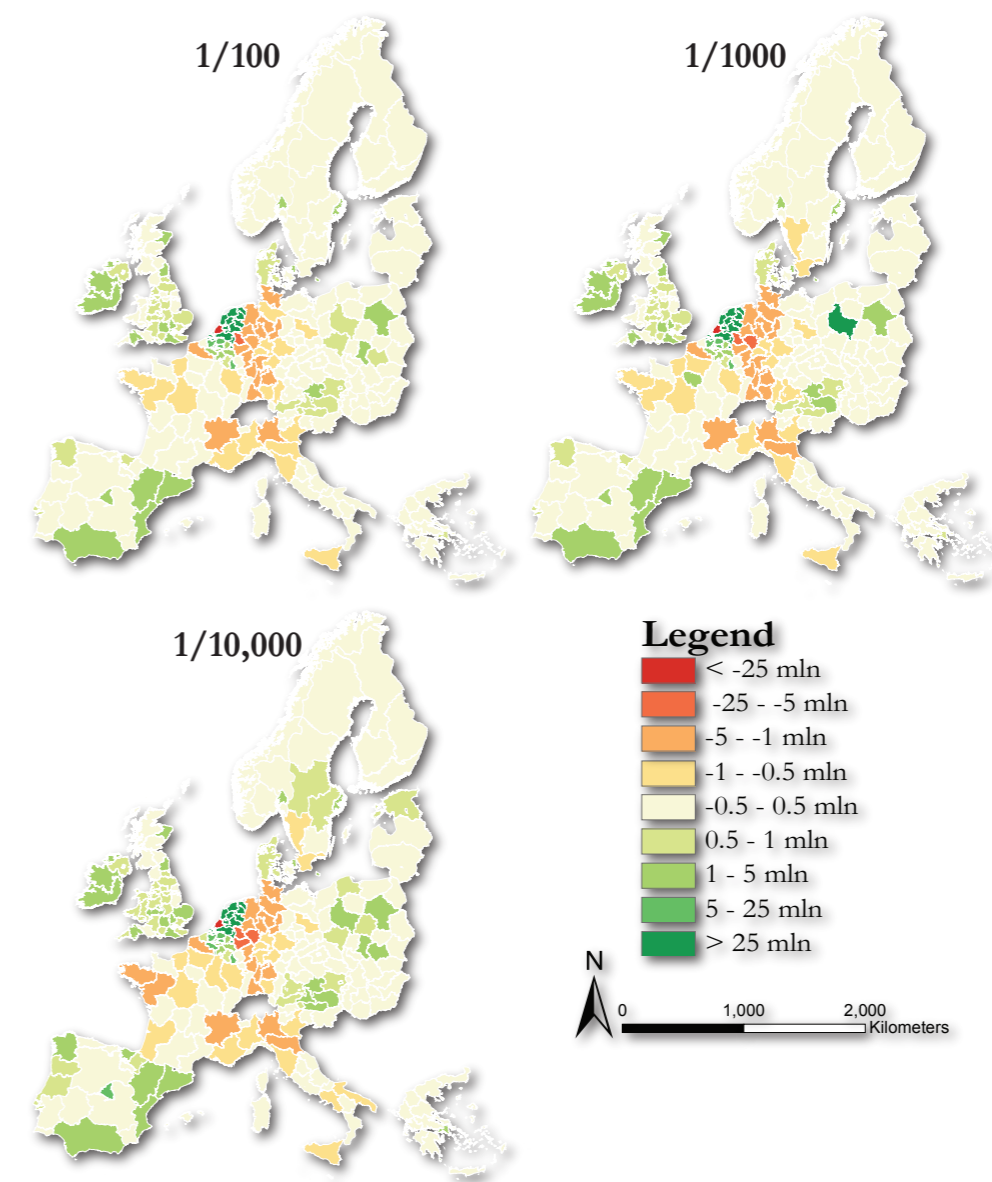 1/100
1/1000
1/10,000
Legend
< -25 mln
-25 - -5 mln
-5 - -1 mln
-1 - -0.5 mln
-0.5 - 0.5 mln
0.5 - 1 mln
1 - 5 mln
5 - 25 mln
> 25 mln
N
0 1,000 2,000
Kilometers